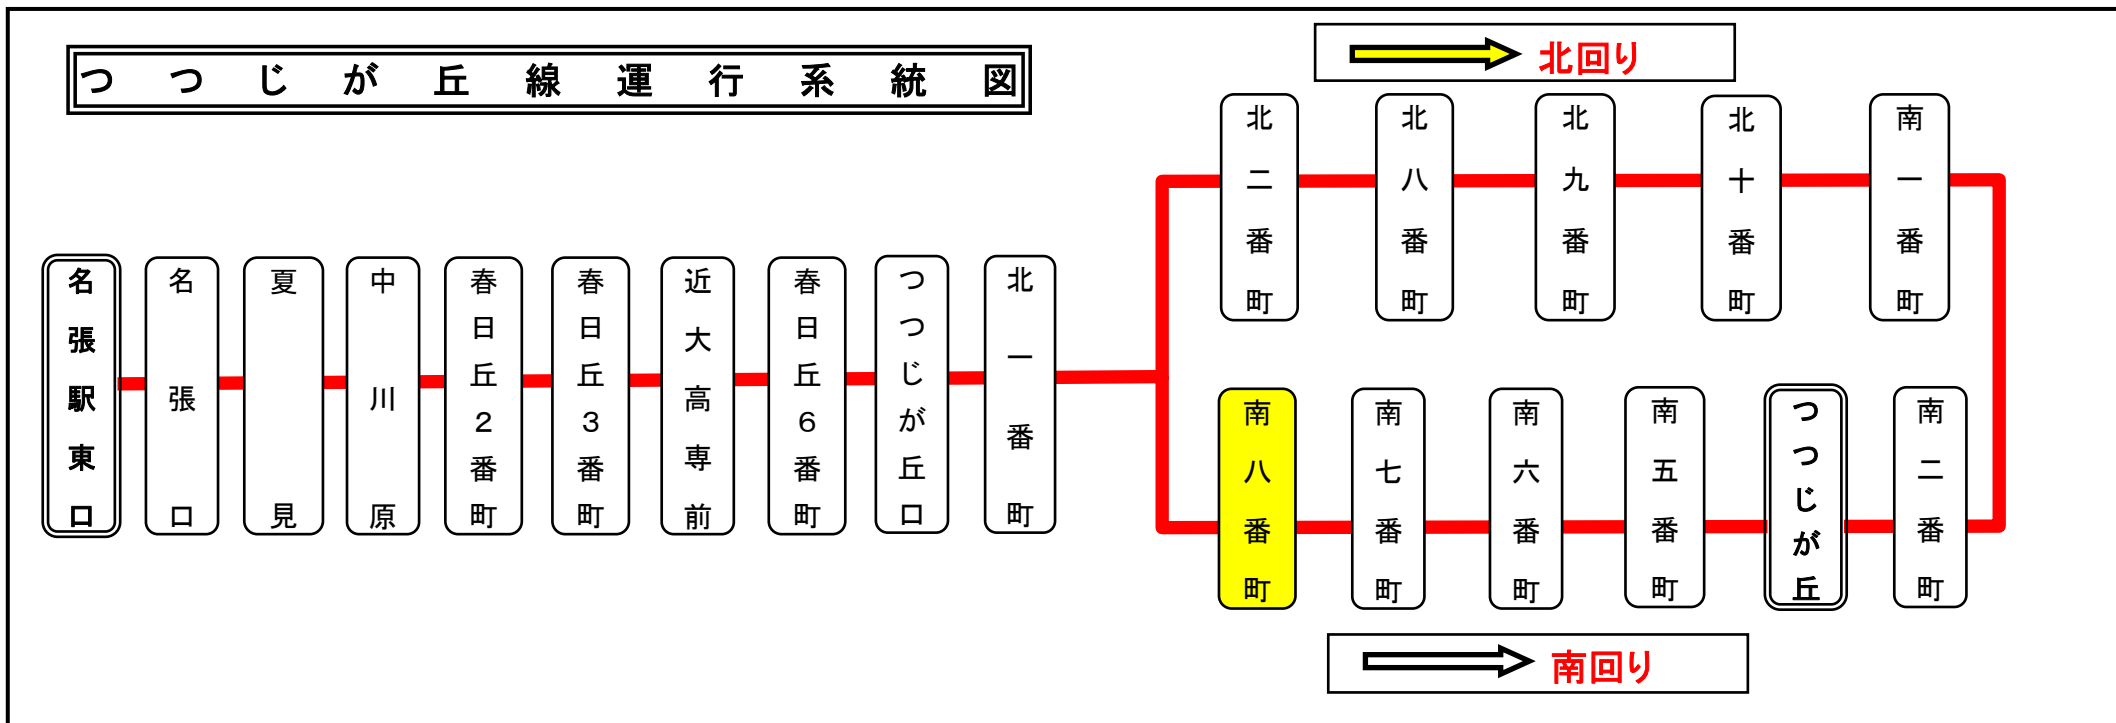 つつじが丘線運行系統図
北回り
北二番町
北八番町
北九番町
北十番町
南一番町
名張駅東口
名張口
夏見
中川原
春日丘2番町
春日丘3番町
近大高専前
春日丘6番町
つつじが丘口
北一番町
南八番町
南七番町
南六番町
南五番町
つつじが丘
南二番町
南回り